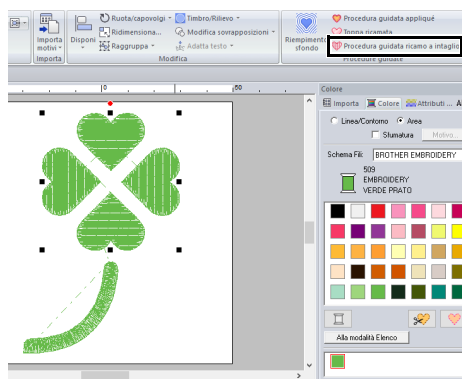 Importa
motivi
Importa
Disponi
Ruota/capovolgi
Ridimensiona...
Raggruppa
Timbro/Rilievo
Modifica sovrapposizioni
Adatta testo
Modifica
Riempimento
sfondo
Procedura guidata appliqué
Toppa ricamata
Procedura guidata ricamo a intaglio
Procedure guidate
0
50
Colore
Importa
Colore
Attributi ...
Linea/Contorno
Area
Sfumatura
Motivo...
Schema Fili:
BROTHER EMBROIDERY
509
EMBROIDERY
VERDE PRATO
Alla modalità Elenco